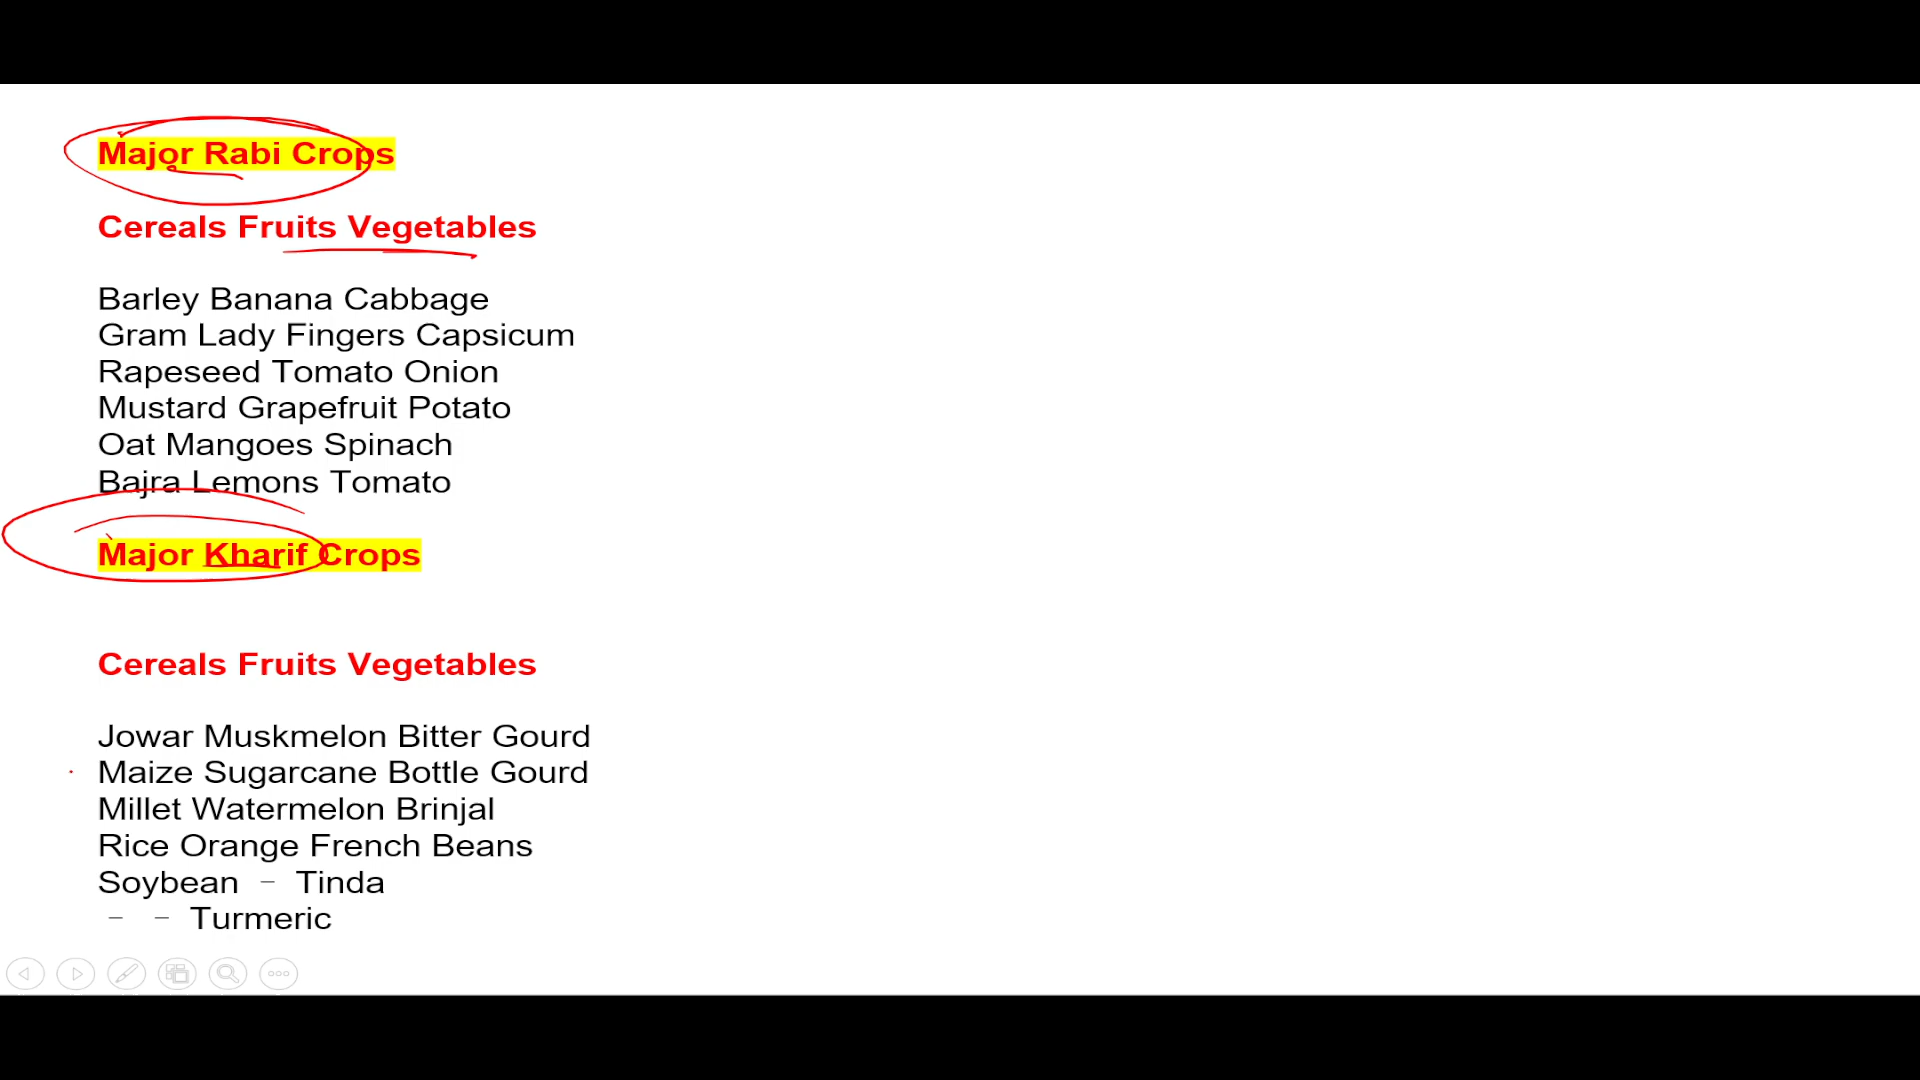 Major Rabi Crops
Cereals Fruits Vegetables
Barley Banana Cabbage
Gram Lady Fingers Capsicum
Rapeseed Tomato Onion
Mustard Grapefruit Potato
Oat Mangoes Spinach
Bajra Lemons Tomato
Major Kharif Crops
Cereals Fruits Vegetables
Jowar Muskmelon Bitter Gourd
Maize Sugarcane Bottle Gourd
Millet Watermelon Brinjal
Rice Orange French Beans
Soybean – Tinda
– – Turmeric